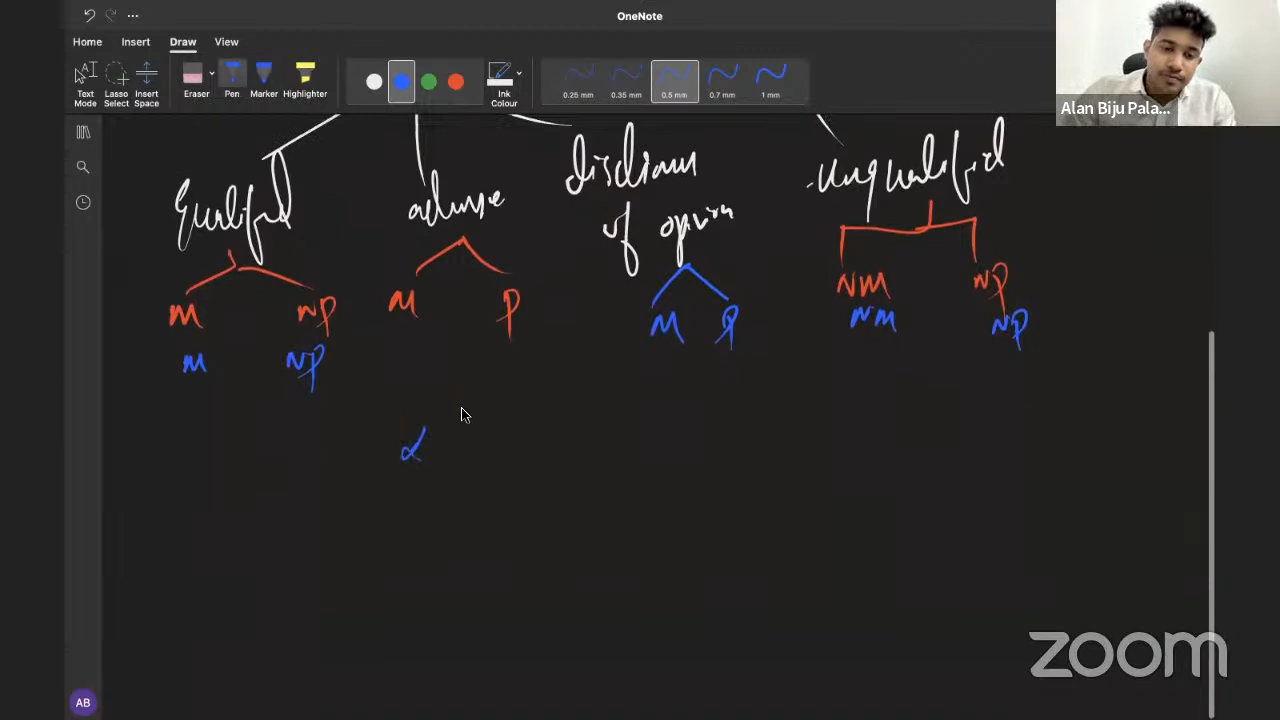 OneNote
Home Insert Draw View
Text Mode Lasso Select Insert Space Eraser Pen Marker Highlighter Ink Colour 0.25 mm 0.35 mm 0.5 mm 0.7 mm 1 mm
Alan Biju Pala...
Qualified adverse Disclaim of opinion Unqualified
M NP M P M P NM NP
M NP NM NP
AB
zoom